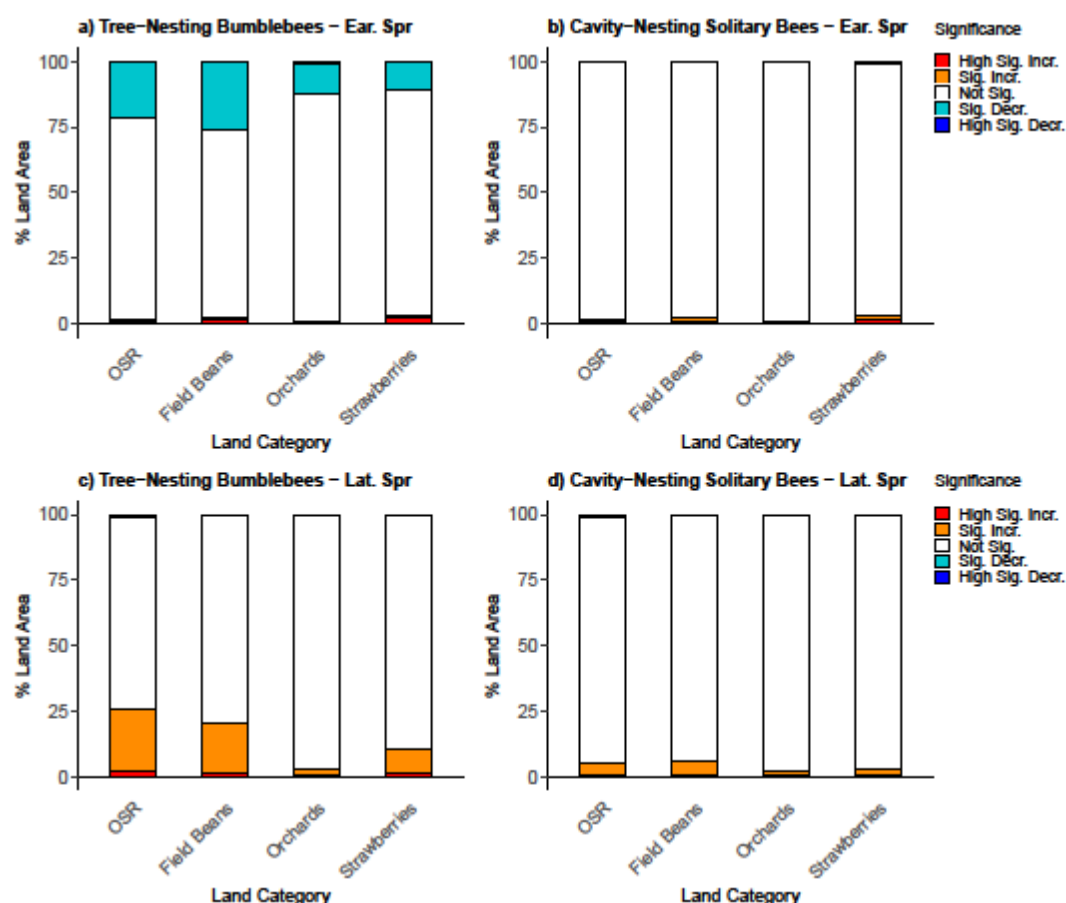 a) Tree-Nesting Bumblebees - Ear. Spr
100
75
50
25
0
% Land Area
OSR
Field Beans
Orchards
Strawberries
Land Category
b) Cavity-Nesting Solitary Bees - Ear. Spr
100
75
50
25
0
% Land Area
OSR
Field Beans
Orchards
Strawberries
Land Category
Significance
High Sig. Incr.
Sig. Incr.
Not Sig.
Sig. Decr.
High Sig. Decr.
c) Tree-Nesting Bumblebees - Lat. Spr
100
75
50
25
0
% Land Area
OSR
Field Beans
Orchards
Strawberries
Land Category
d) Cavity-Nesting Solitary Bees - Lat. Spr
100
75
50
25
0
% Land Area
OSR
Field Beans
Orchards
Strawberries
Land Category
Significance
High Sig. Incr.
Sig. Incr.
Not Sig.
Sig. Decr.
High Sig. Decr.